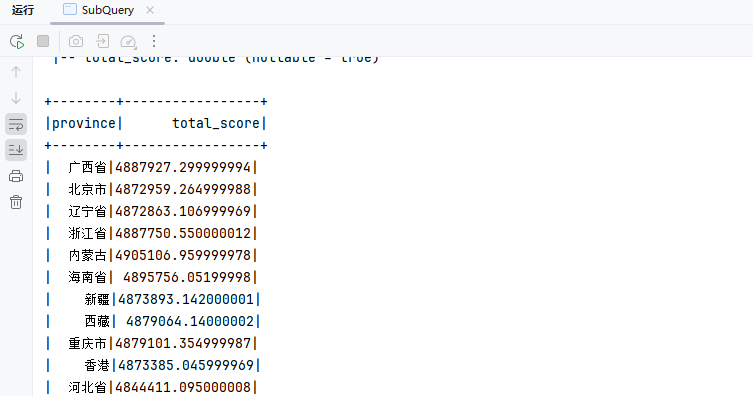 运行 SubQuery
|-- total_score: double (nullable = true)
+--------+-----------------+
|province|      total_score|
+--------+-----------------+
|  广西省|4887927.299999994|
|  北京市|4872959.264999988|
|  辽宁省|4872863.106999969|
|  浙江省|4887750.550000012|
|  内蒙古|4905106.959999978|
|  海南省| 4895756.05199998|
|    新疆|4873893.142000001|
|    西藏| 4879064.14000002|
|  重庆市|4879101.354999987|
|    香港|4873385.045999969|
|  河北省|4844411.095000008|